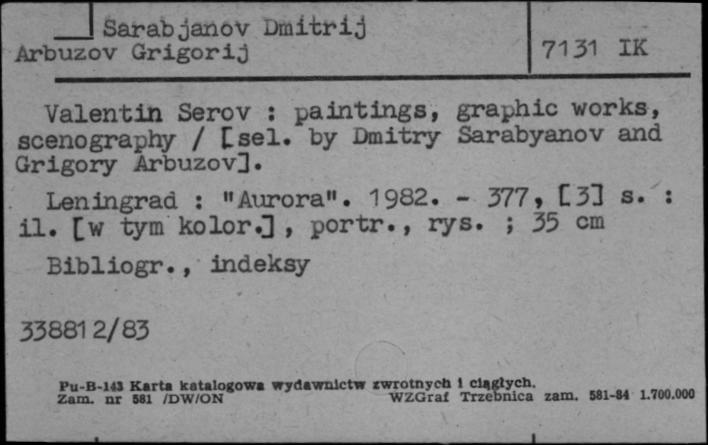 Sarabjanov Dmitrij
Arbuzov Grigorij
7131 IK
Valentin Serov : paintings, graphic works,
scenography / [sel. by Dmitry Sarabyanov and
Grigory Arbuzov].
Leningrad : "Aurora". 1982. - 377, [3] s. :
il. [w tym kolor.] , portr., rys. ; 35 cm
Bibliogr., indeksy
338812/83
Pu-B-143 Karta katalogowa wydawnictw zwrotnych i ciągłych.
Zam. nr 581 /DW/ON WZGraf Trzebnica zam. 581-84 1.700.000